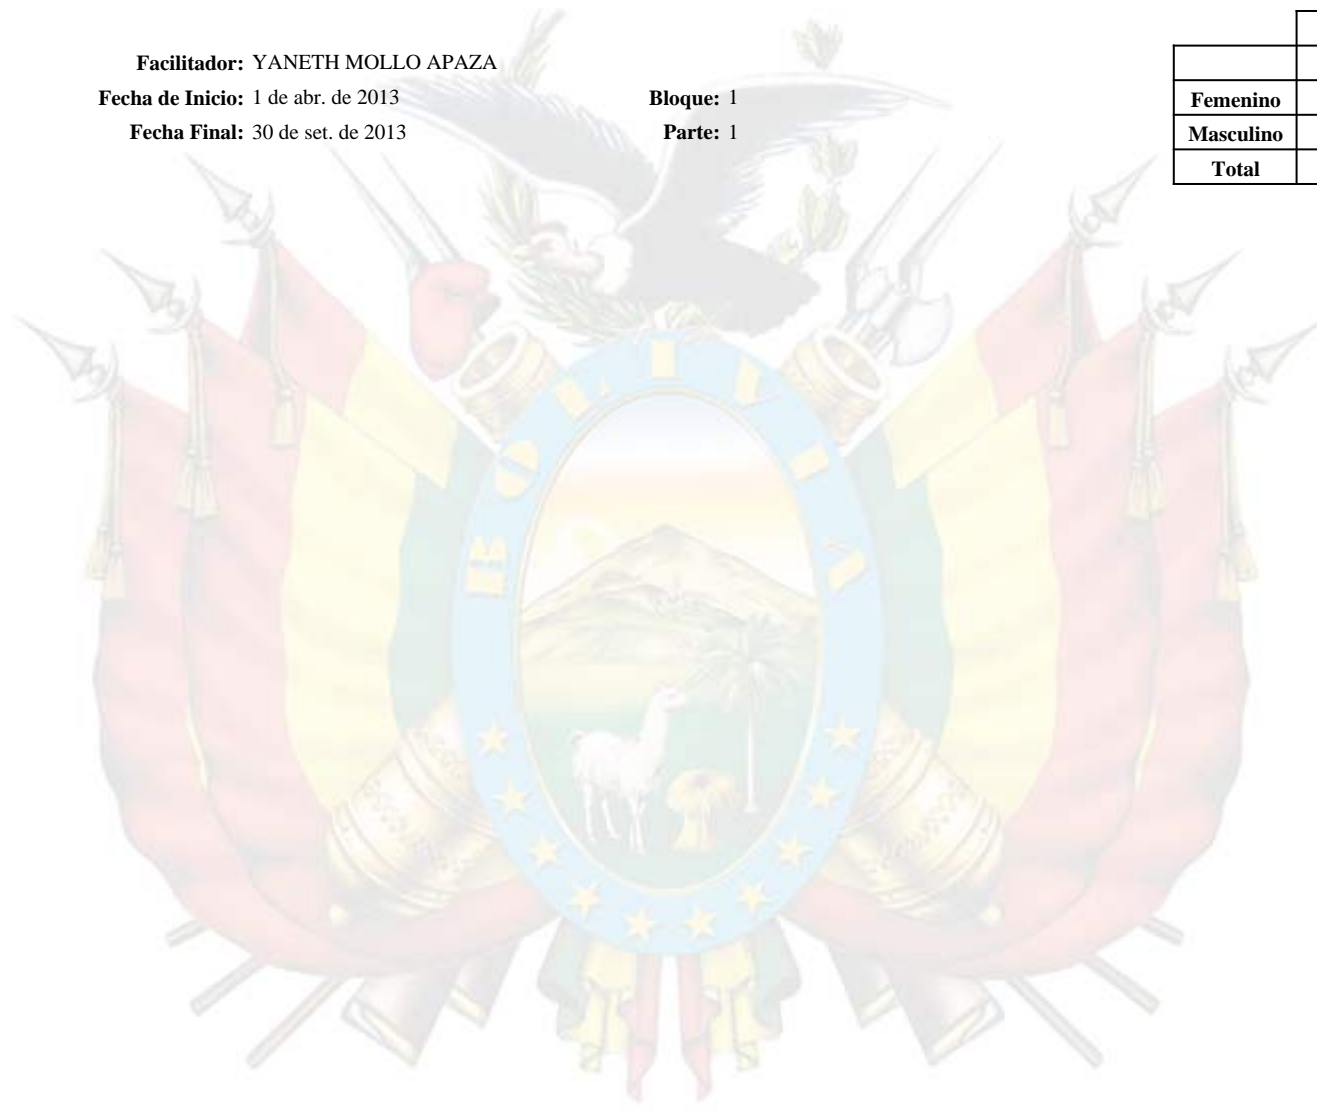 Facilitador: YANETH MOLLO APAZA
Fecha de Inicio: 1 de abr. de 2013 Bloque: 1
Fecha Final: 30 de set. de 2013 Parte: 1
Femenino
Masculino
Total
BOLIVIA